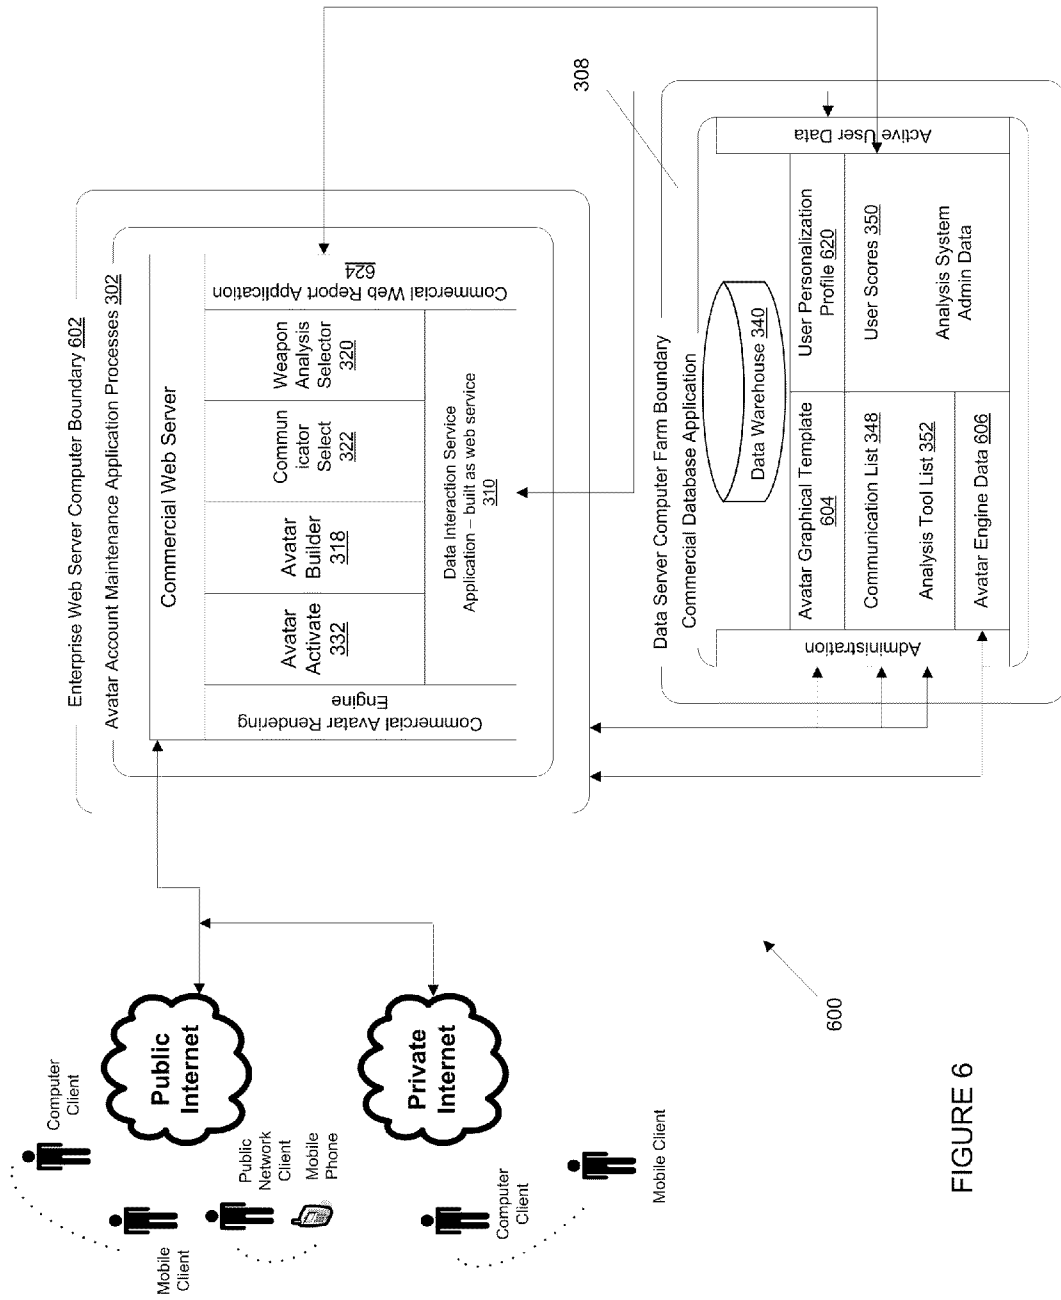 Computer
Client
Mobile
Client
Public
Network
Client
Mobile
Phone
Public
Internet
Computer
Client
Mobile Client
Private
Internet
Enterprise Web Server Computer Boundary 602
Avatar Account Maintenance Application Processes 302
Commercial Web Server
Commercial Avatar Rendering
Engine
Avatar
Activate
332
Avatar
Builder
318
Commun
icator
Select
322
Weapon
Analysis
Selector
320
Commercial Web Report Application
624
Data Interaction Service
Application – built as web service
310
308
Data Server Computer Farm Boundary
Commercial Database Application
Data Warehouse 340
Administration
Avatar Graphical Template
604
User Personalization
Profile 620
Communication List 348
User Scores 350
Analysis Tool List 352
Analysis System
Admin Data
Avatar Engine Data 606
Active User Data
600
FIGURE 6